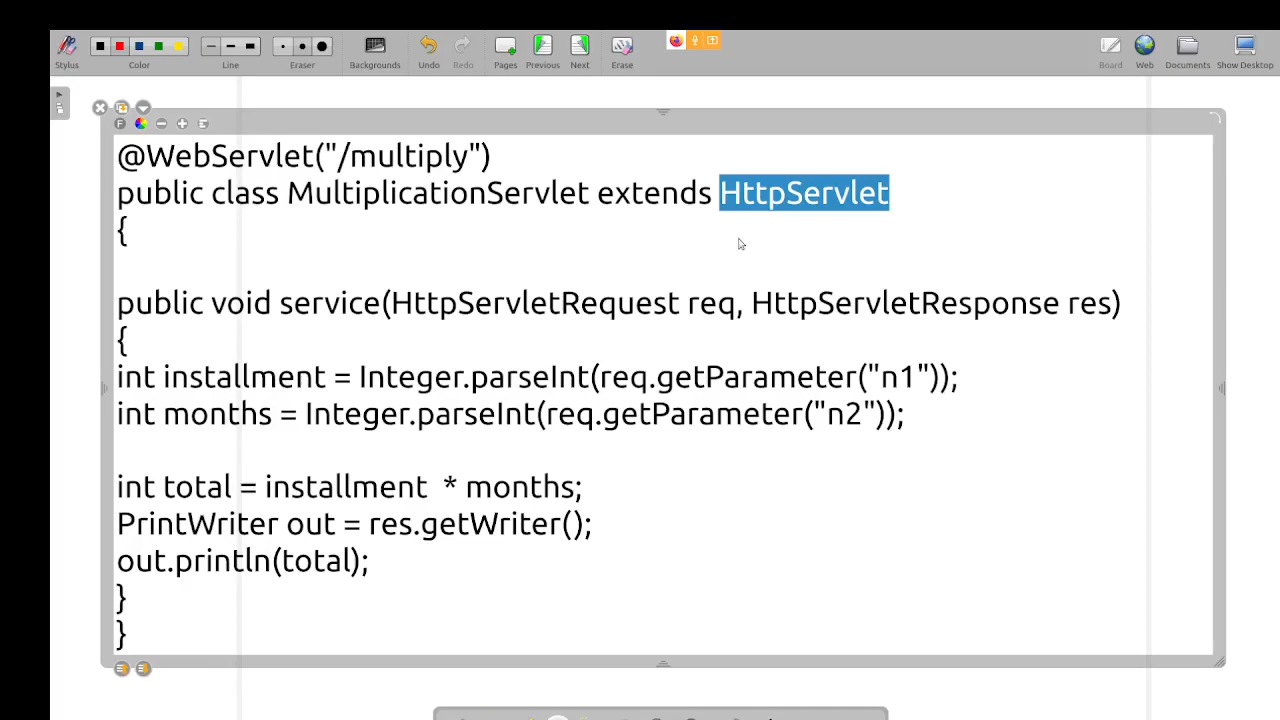 Stylus
Color
Line
Eraser
Backgrounds
Undo
Redo
Pages
Previous
Next
Erase
Board
Web
Documents
Show Desktop
F
@WebServlet("/multiply")
public class MultiplicationServlet extends HttpServlet
{
public void service(HttpServletRequest req, HttpServletResponse res)
{
int installment = Integer.parseInt(req.getParameter("n1"));
int months = Integer.parseInt(req.getParameter("n2"));
int total = installment  * months;
PrintWriter out = res.getWriter();
out.println(total);
}
}